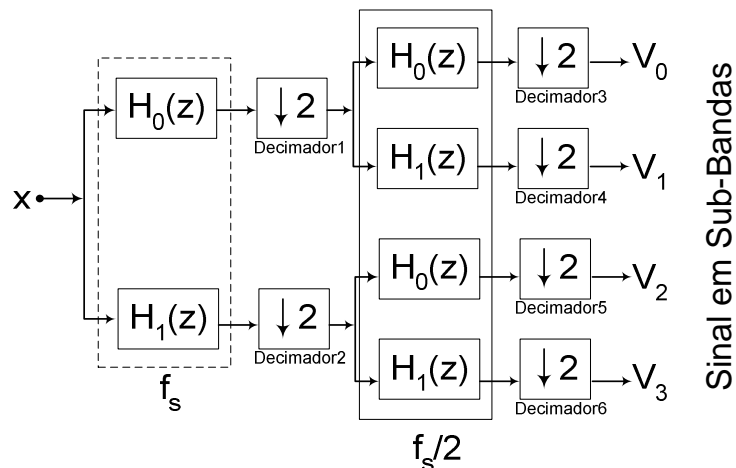 H₀(z)
↓ 2
Decimador1
H₀(z)
↓ 2
Decimador3
V₀
H₁(z)
↓ 2
Decimador4
V₁
x
H₁(z)
↓ 2
Decimador2
H₀(z)
↓ 2
Decimador5
V₂
H₁(z)
↓ 2
Decimador6
V₃
fₛ
fₛ/2
Sinal em Sub-Bandas